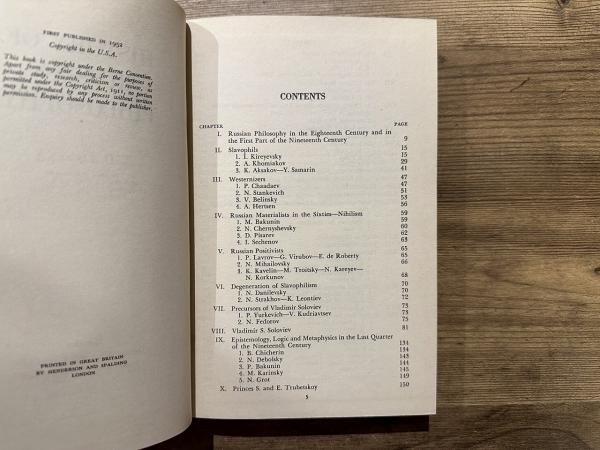 FIRST PUBLISHED IN 1952
Copyright in the U.S.A.
This book is copyright under the Berne Convention.
Apart from any fair dealing for the purposes of
private study, research, criticism or review, as
permitted under the Copyright Act, 1911, no portion
may be reproduced by any process without written
permission. Enquiry should be made to the publisher.
PRINTED IN GREAT BRITAIN
BY HENDERSON AND SPALDING
LONDON
CONTENTS
CHAPTER PAGE
I. Russian Philosophy in the Eighteenth Century and in
the First Part of the Nineteenth Century 9
II. Slavophils 15
1. I. Kireyevsky 15
2. A. Khomiakov 29
3. K. Aksakov—Y. Samarin 41
III. Westernizers 47
1. P. Chaadaev 47
2. N. Stankevich 51
3. V. Belinsky 53
4. A. Hertsen 56
IV. Russian Materialists in the Sixties—Nihilism 59
1. M. Bakunin 59
2. N. Chernyshevsky 60
3. D. Pisarev 62
4. I. Sechenov 63
V. Russian Positivists 65
1. P. Lavrov—G. Virubov—E. de Roberty 65
2. N. Mihailovsky 66
3. K. Kavelin—M. Troitsky—N. Kareyev—
N. Korkunov 68
VI. Degeneration of Slavophilism 70
1. N. Danilevsky 70
2. N. Strakhov—K. Leontiev 72
VII. Precursors of Vladimir Soloviev 73
1. P. Yurkevich—V. Kudriavtsev 73
2. N. Fedorov 75
VIII. Vladimir S. Soloviev 81
IX. Epistemology, Logic and Metaphysics in the Last Quarter
of the Nineteenth Century 134
1. B. Chicherin 134
2. N. Debolsky 143
3. P. Bakunin 144
4. M. Karinsky 145
5. N. Grot 149
X. Princes S. and E. Trubetskoy 150
5